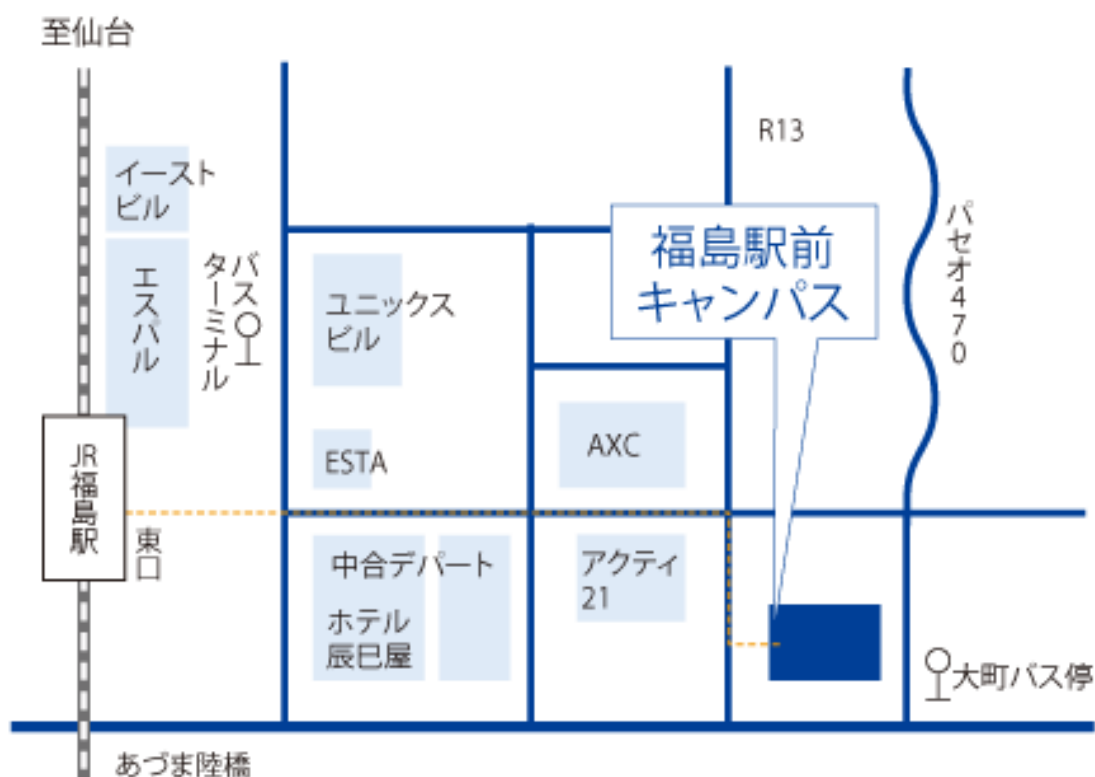 至仙台
R13
イースト
ビル
福島駅前
キャンパス
パセオ470
エスパル
バス
ターミナル
ユニックス
ビル
AXC
ESTA
JR福島駅
東口
中合デパート
アクティ
21
ホテル
辰巳屋
大町バス停
あづま陸橋